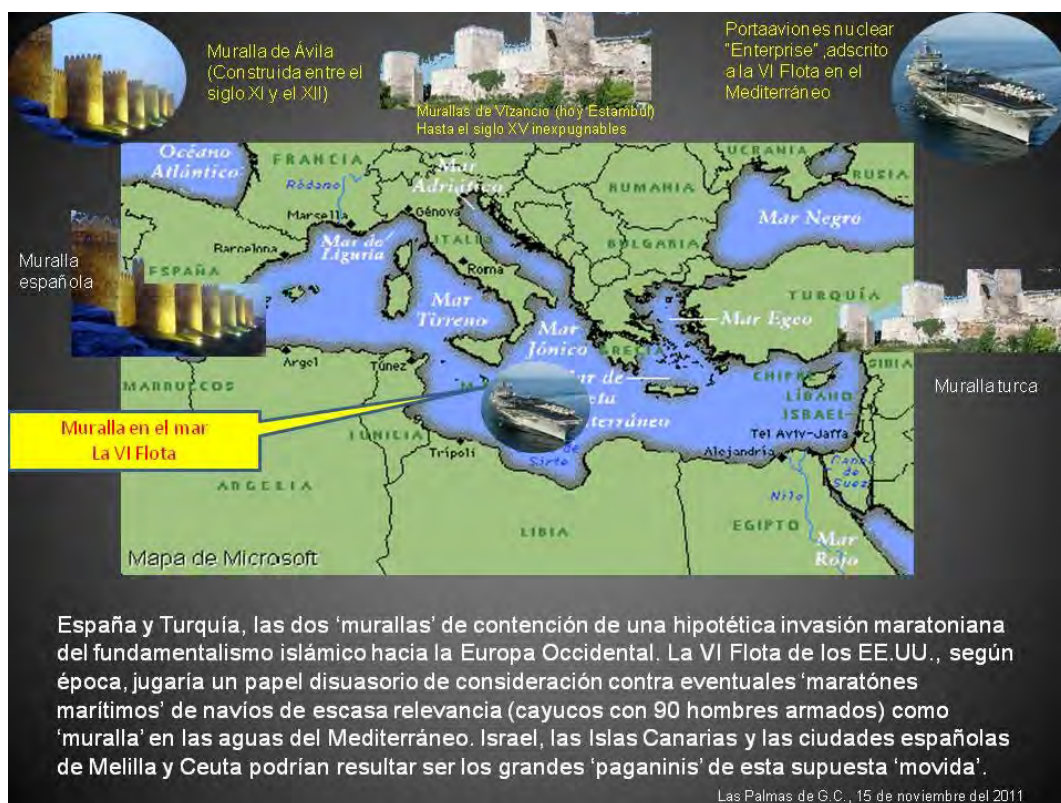 Muralla de Ávila
(Construida entre el
siglo XI y el XII)
Murallas de Vizancio (hoy Estambul)
Hasta el siglo XV inexpugnables
Portaaviones nuclear
"Enterprise" ,adscrito
a la VI Flota en el
Mediterráneo
Océano
Atlántico
FRANCIA
Ródano
Marsella
Mar de
Liguria
Génova
Mar
Adriático
ITALIA
Roma
RUMANIA
BULGARIA
UCRANIA
RUSIA
Mar Negro
Muralla
española
Barcelona
ESPAÑA
Mar
Tirreno
Mar
Jónico
GRECIA
Mar Egeo
TURQUÍA
Muralla turca
MARRUECOS
Argel
Túnez
TUNICIA
Muralla en el mar
La VI Flota
Trípoli
de
Sirte
CHIPRE
SIRIA
LÍBANO
ISRAEL
Tel Aviv-Jaffa
Alejandría
Canal
de
Suez
Nilo
ARGELIA
LIBIA
EGIPTO
Mar
Rojo
Mapa de Microsoft
España y Turquía, las dos ‘murallas’ de contención de una hipotética invasión maratoniana
del fundamentalismo islámico hacia la Europa Occidental. La VI Flota de los EE.UU., según
época, jugaría un papel disuasorio de consideración contra eventuales ‘maratónes
marítimos’ de navíos de escasa relevancia (cayucos con 90 hombres armados) como
‘muralla’ en las aguas del Mediterráneo. Israel, las Islas Canarias y las ciudades españolas
de Melilla y Ceuta podrían resultar ser los grandes ‘paganinis’ de esta supuesta ‘movida’.
Las Palmas de G.C., 15 de noviembre del 2011